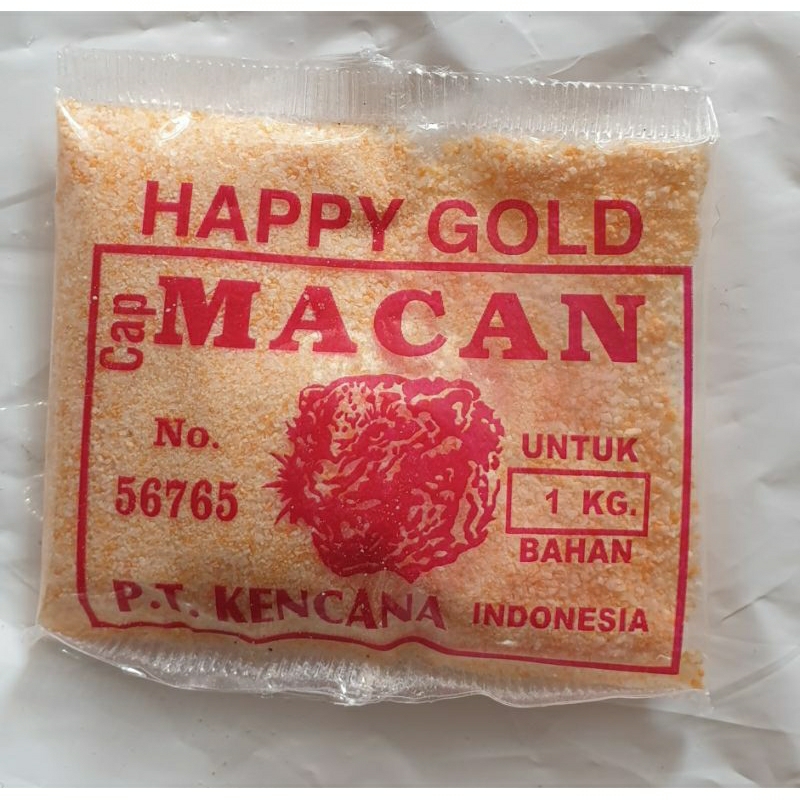 HAPPY GOLD
Cap MACAN
No.
56765
UNTUK
1 KG.
BAHAN
P.T. KENCANA INDONESIA